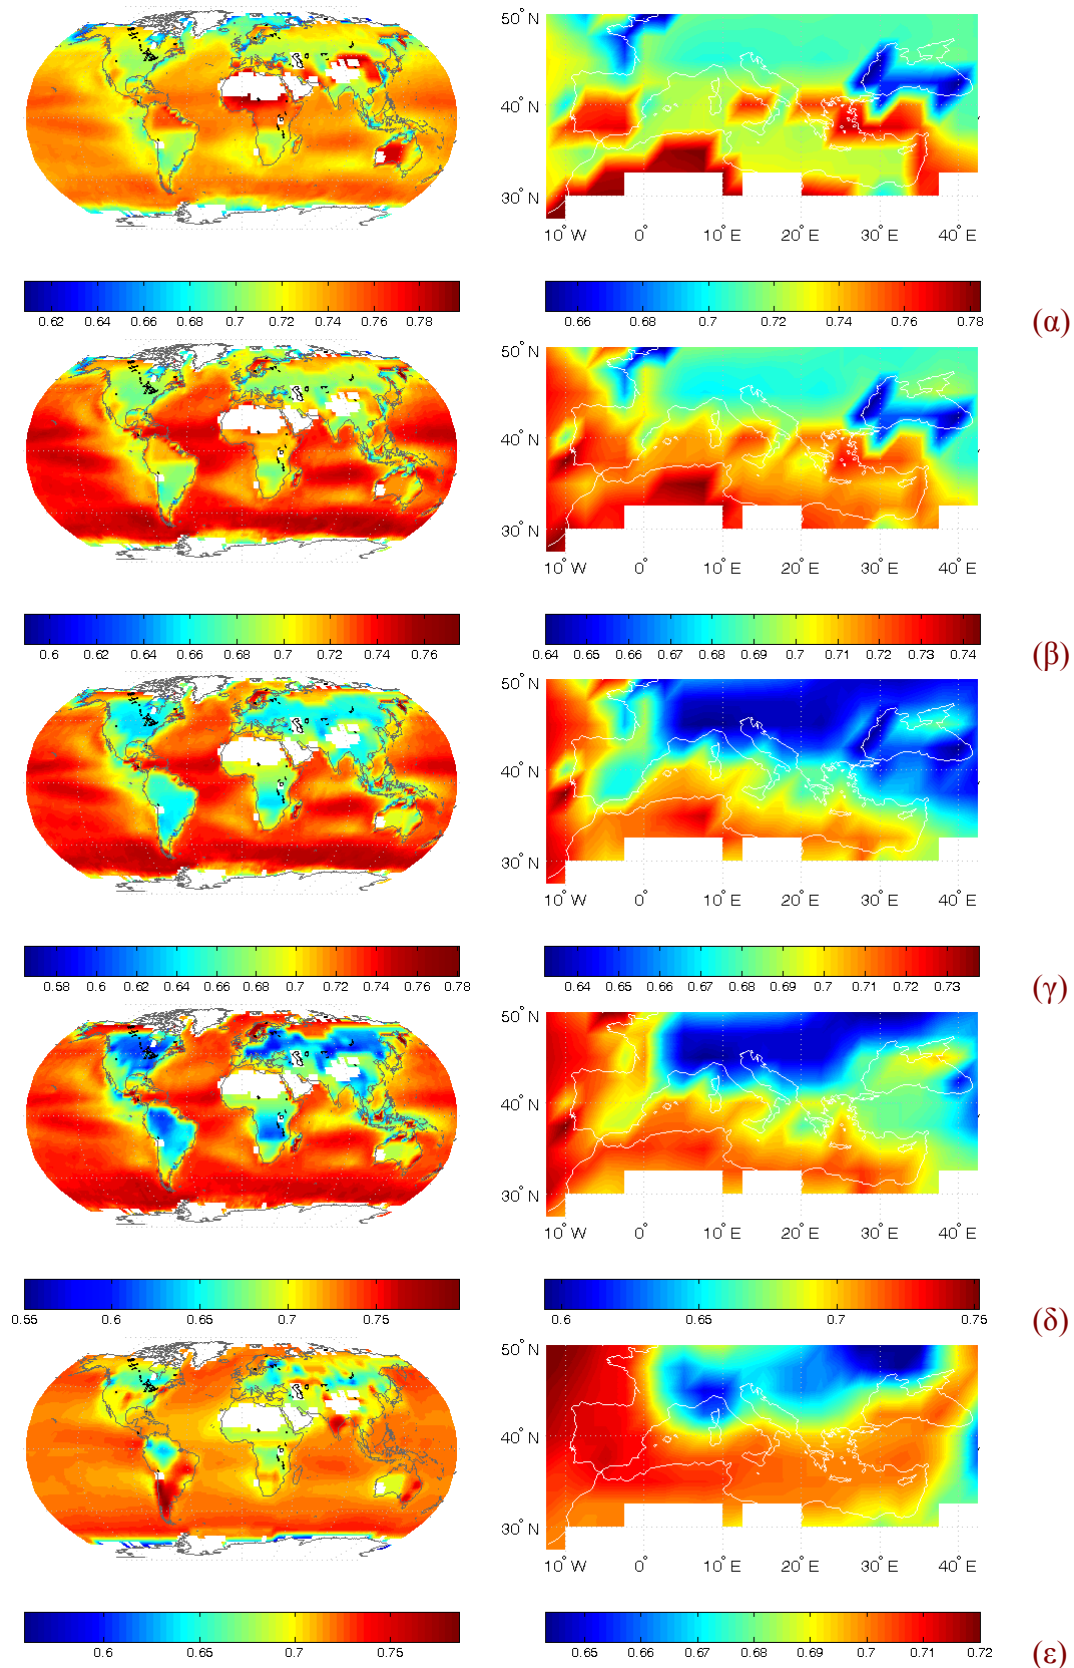 50° N
40° N
30° N
10° W 0° 10° E 20° E 30° E 40° E
0.62 0.64 0.66 0.68 0.7 0.72 0.74 0.76 0.78
0.66 0.68 0.7 0.72 0.74 0.76 0.78
(α)
50° N
40° N
30° N
10° W 0° 10° E 20° E 30° E 40° E
0.6 0.62 0.64 0.66 0.68 0.7 0.72 0.74 0.76
0.64 0.65 0.66 0.67 0.68 0.69 0.7 0.71 0.72 0.73 0.74
(β)
50° N
40° N
30° N
10° W 0° 10° E 20° E 30° E 40° E
0.58 0.6 0.62 0.64 0.66 0.68 0.7 0.72 0.74 0.76 0.78
0.64 0.65 0.66 0.67 0.68 0.69 0.7 0.71 0.72 0.73
(γ)
50° N
40° N
30° N
10° W 0° 10° E 20° E 30° E 40° E
0.55 0.6 0.65 0.7 0.75
0.6 0.65 0.7 0.75
(δ)
50° N
40° N
30° N
10° W 0° 10° E 20° E 30° E 40° E
0.6 0.65 0.7 0.75
0.65 0.66 0.67 0.68 0.69 0.7 0.71 0.72
(ε)